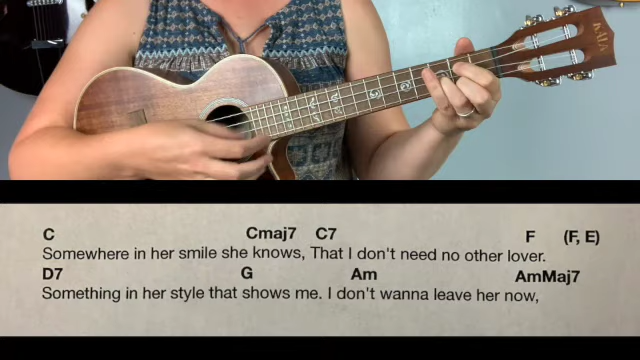 KALA
C Cmaj7 C7 F (F, E)
Somewhere in her smile she knows, That I don't need no other lover.
D7 G Am AmMaj7
Something in her style that shows me. I don't wanna leave her now,